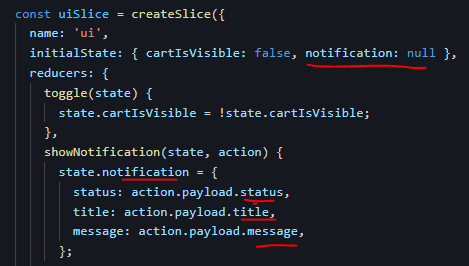 const uiSlice = createSlice({
name: 'ui',
initialState: { cartIsVisible: false, notification: null },
reducers: {
toggle(state) {
state.cartIsVisible = !state.cartIsVisible;
},
showNotification(state, action) {
state.notification = {
status: action.payload.status,
title: action.payload.title,
message: action.payload.message,
};